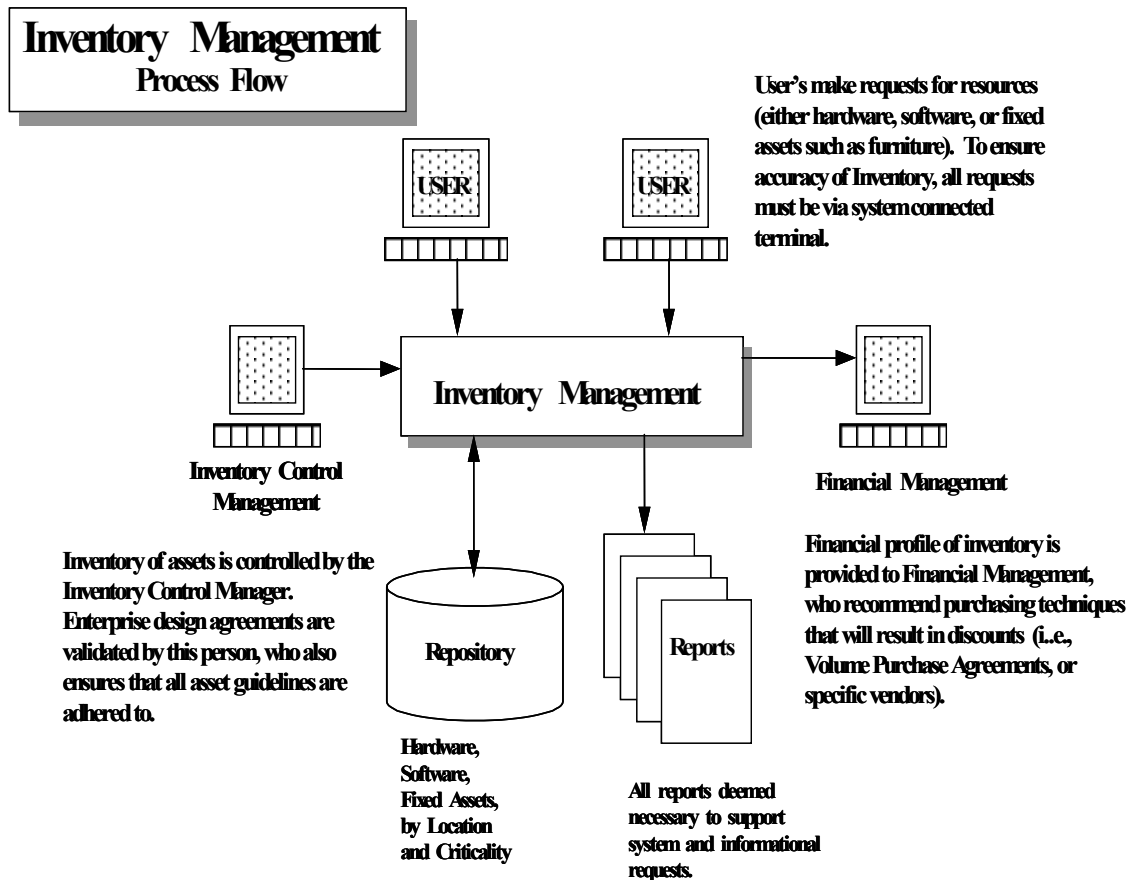 Inventory Management
Process Flow
User's make requests for resources
(either hardware, software, or fixed
assets such as furniture). To ensure
accuracy of Inventory, all requests
must be via system connected
terminal.
USER
USER
Inventory Management
Inventory Control
Management
Financial Management
Inventory of assets is controlled by the
Inventory Control Manager.
Enterprise design agreements are
validated by this person, who also
ensures that all asset guidelines are
adhered to.
Repository
Reports
Financial profile of inventory is
provided to Financial Management,
who recommend purchasing techniques
that will result in discounts (i..e.,
Volume Purchase Agreements, or
specific vendors).
Hardware,
Software,
Fixed Assets,
by Location
and Criticality
All reports deemed
necessary to support
system and informational
requests.